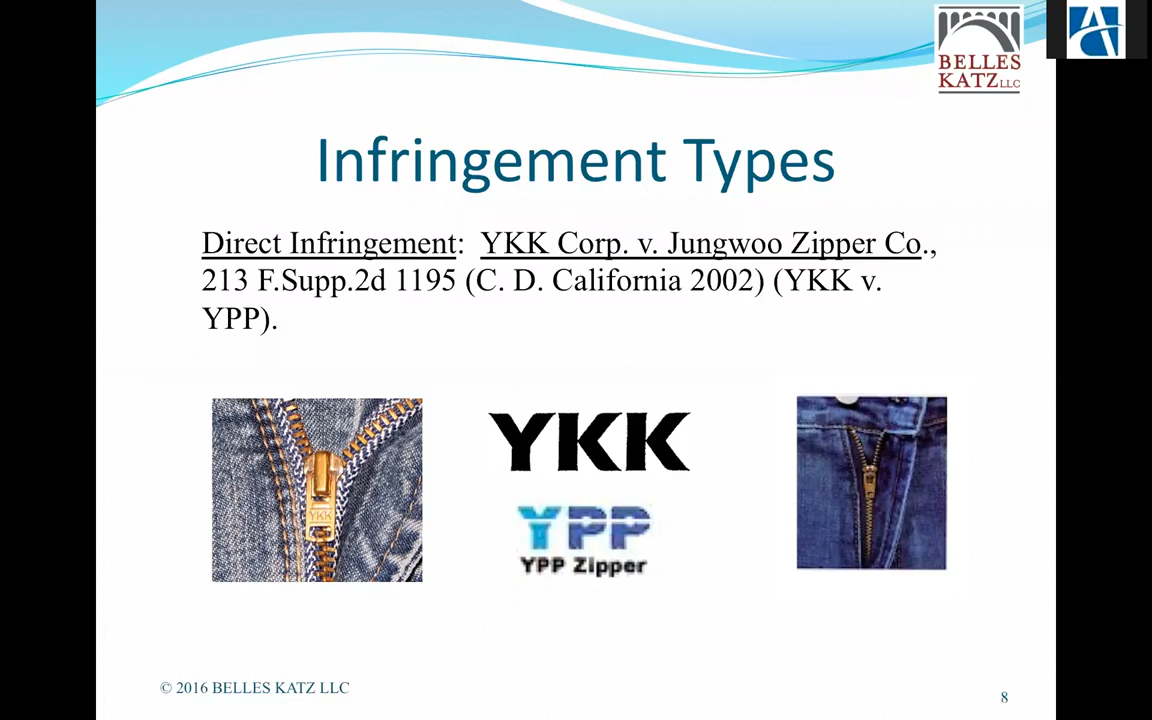 BELLES
KATZ LLC
Infringement Types
Direct Infringement: YKK Corp. v. Jungwoo Zipper Co.,
213 F.Supp.2d 1195 (C. D. California 2002) (YKK v.
YPP).
YKK
YKK
YPP
YPP Zipper
© 2016 BELLES KATZ LLC
8